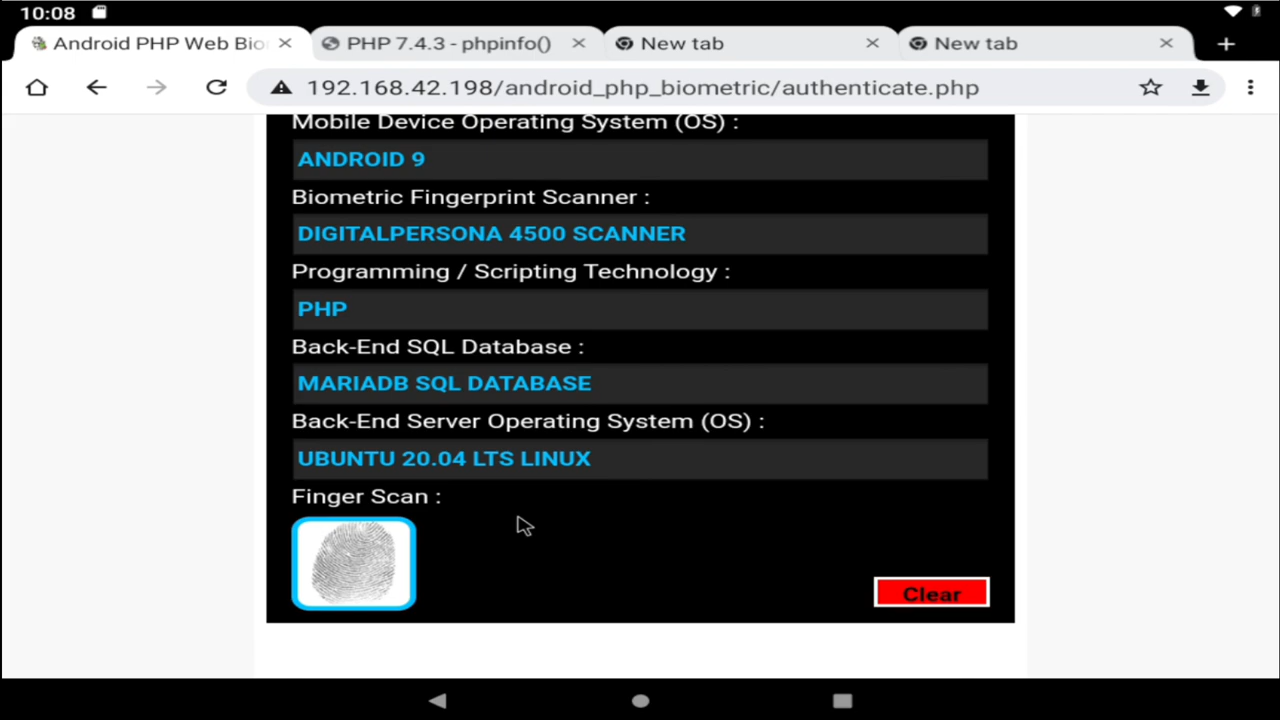 10:08
Android PHP Web Bio
PHP 7.4.3 - phpinfo()
New tab
New tab
192.168.42.198/android_php_biometric/authenticate.php
Mobile Device Operating System (OS) :
ANDROID 9
Biometric Fingerprint Scanner :
DIGITALPERSONA 4500 SCANNER
Programming / Scripting Technology :
PHP
Back-End SQL Database :
MARIADB SQL DATABASE
Back-End Server Operating System (OS) :
UBUNTU 20.04 LTS LINUX
Finger Scan :
Clear